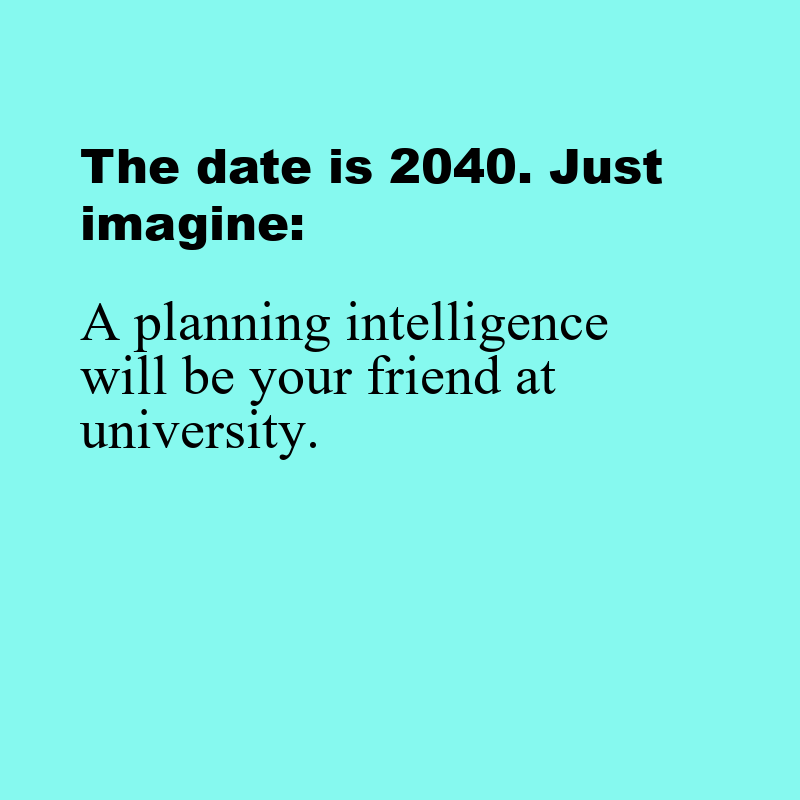 The date is 2040. Just
imagine:
A planning intelligence
will be your friend at
university.